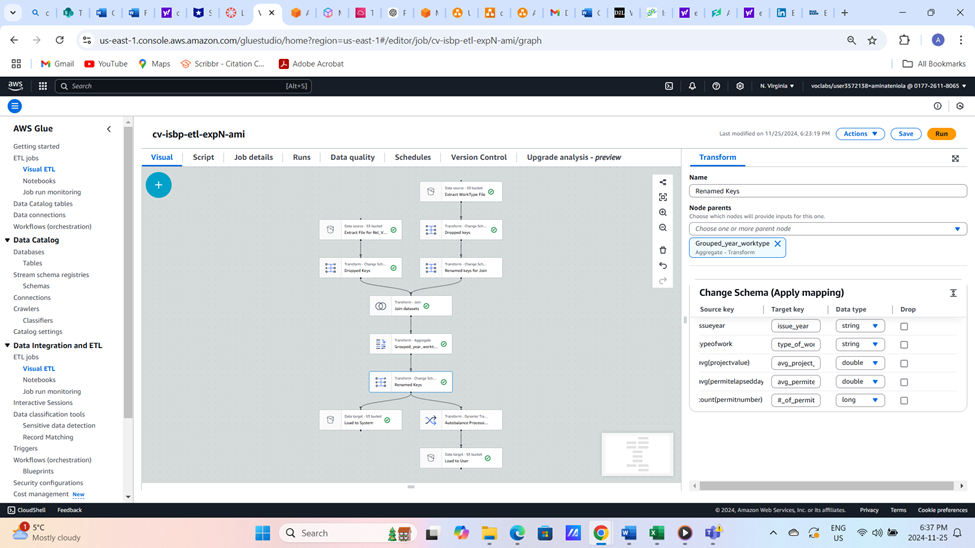 us-east-1.console.aws.amazon.com/gluestudio/home?region=us-east-1#/editor/job/cv-isbp-etl-expN-ami/graph
Gmail YouTube Maps Scribbr - Citation C... Adobe Acrobat All Bookmarks
aws Search [Alt+S] N. Virginia voclabs/user3572138=aminateniola @ 0177-2611-8065
AWS Glue
Getting started
ETL jobs
Visual ETL
Notebooks
Job run monitoring
Data Catalog tables
Data connections
Workflows (orchestration)
Data Catalog
Databases
Tables
Stream schema registries
Schemas
Connections
Crawlers
Classifiers
Catalog settings
Data Integration and ETL
ETL jobs
Visual ETL
Notebooks
Job run monitoring
Interactive Sessions
Data classification tools
Sensitive data detection
Record Matching
Triggers
Workflows (orchestration)
Blueprints
Security configurations
Cost management New
cv-isbp-etl-expN-ami
Last modified on 11/25/2024, 6:23:19 PM Actions Save Run
Visual Script Job details Runs Data quality Schedules Version Control Upgrade analysis - preview
Data source - S3 bucket
Extract WorkType File
Data source - S3 bucket
Extract File for Rel_V...
Transform - Change Sc...
Dropped keys
Transform - Change Sc...
Dropped Keys
Transform - Change Sc...
Renamed keys for Join
Transform - Join
Join datasets
Transform - Aggregate
Grouped_year_workt...
Transform - Change Sc...
Renamed Keys
Data target - S3 bucket
Load to System
Transform - Dynamic Tra...
Autobalance Process...
Data target - S3 bucket
Load to User
Transform
Name
Renamed Keys
Node parents
Choose which nodes will provide inputs for this one.
Choose one or more parent node
Grouped_year_worktype
Aggregate - Transform
Change Schema (Apply mapping)
Source key Target key Data type Drop
ssueyear issue_year string
ypeofwork type_of_wor string
vg(projectvalue) avg_project_ double
vg(permitelapsedday avg_permite double
:ount(permitnumber) #_of_permit long
CloudShell Feedback © 2024, Amazon Web Services, Inc. or its affiliates. Privacy Terms Cookie preferences
1
5°C
Mostly cloudy
Search
ENG
US
6:37 PM
2024-11-25